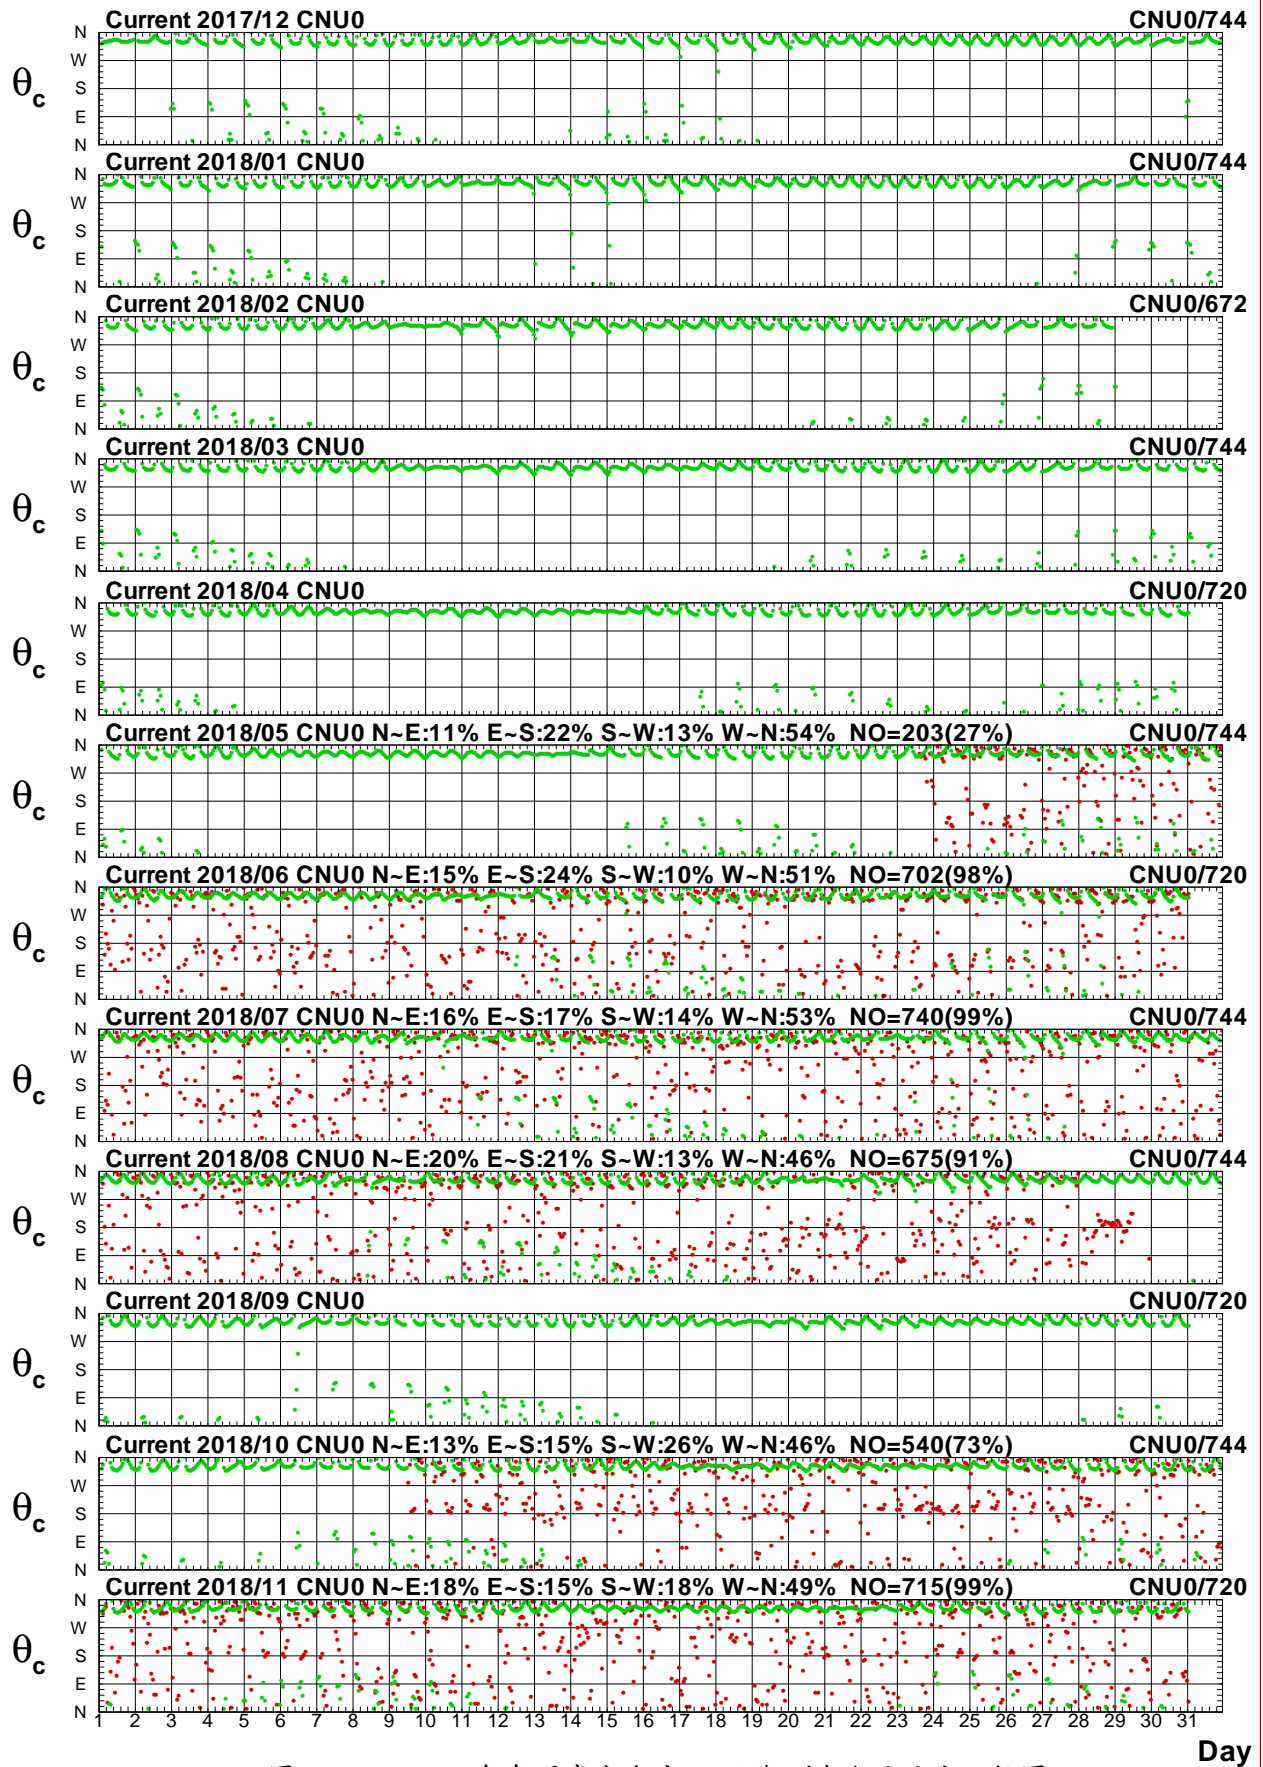 Current 2017/12 CNU0 CNU0/744
N
W
θc S
E
N
Current 2018/01 CNU0 CNU0/744
N
W
θc S
E
N
Current 2018/02 CNU0 CNU0/672
N
W
θc S
E
N
Current 2018/03 CNU0 CNU0/744
N
W
θc S
E
N
Current 2018/04 CNU0 CNU0/720
N
W
θc S
E
N
Current 2018/05 CNU0 N~E:11% E~S:22% S~W:13% W~N:54% NO=203(27%) CNU0/744
N
W
θc S
E
N
Current 2018/06 CNU0 N~E:15% E~S:24% S~W:10% W~N:51% NO=702(98%) CNU0/720
N
W
θc S
E
N
Current 2018/07 CNU0 N~E:16% E~S:17% S~W:14% W~N:53% NO=740(99%) CNU0/744
N
W
θc S
E
N
Current 2018/08 CNU0 N~E:20% E~S:21% S~W:13% W~N:46% NO=675(91%) CNU0/744
N
W
θc S
E
N
Current 2018/09 CNU0 CNU0/720
N
W
θc S
E
N
Current 2018/10 CNU0 N~E:13% E~S:15% S~W:26% W~N:46% NO=540(73%) CNU0/744
N
W
θc S
E
N
Current 2018/11 CNU0 N~E:18% E~S:15% S~W:18% W~N:49% NO=715(99%) CNU0/720
N
W
θc S
E
N
1 2 3 4 5 6 7 8 9 10 11 12 13 14 15 16 17 18 19 20 21 22 23 24 25 26 27 28 29 30 31
Day